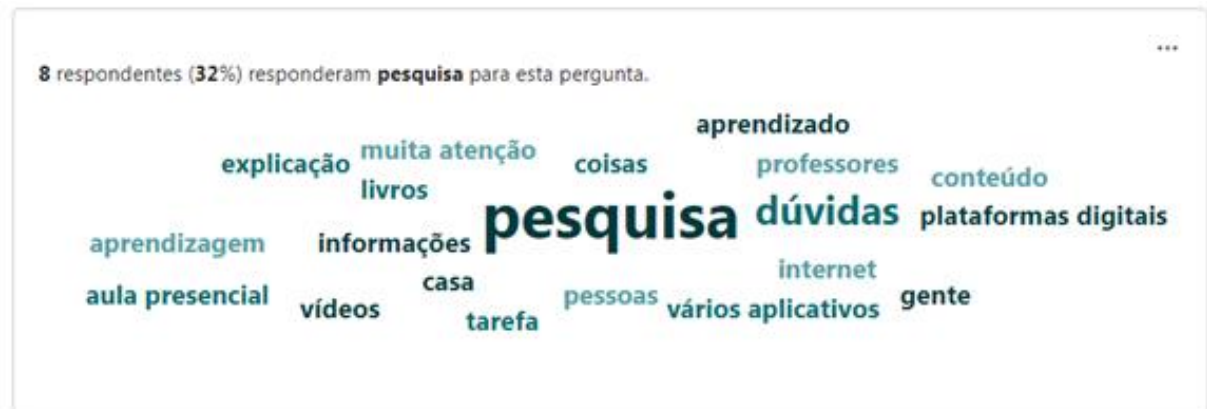 ...
8 respondentes (32%) responderam pesquisa para esta pergunta.
aprendizado
explicação muita atenção coisas professores conteúdo
livros
pesquisa dúvidas plataformas digitais
aprendizagem informações
casa internet
aula presencial vídeos pessoas vários aplicativos gente
tarefa